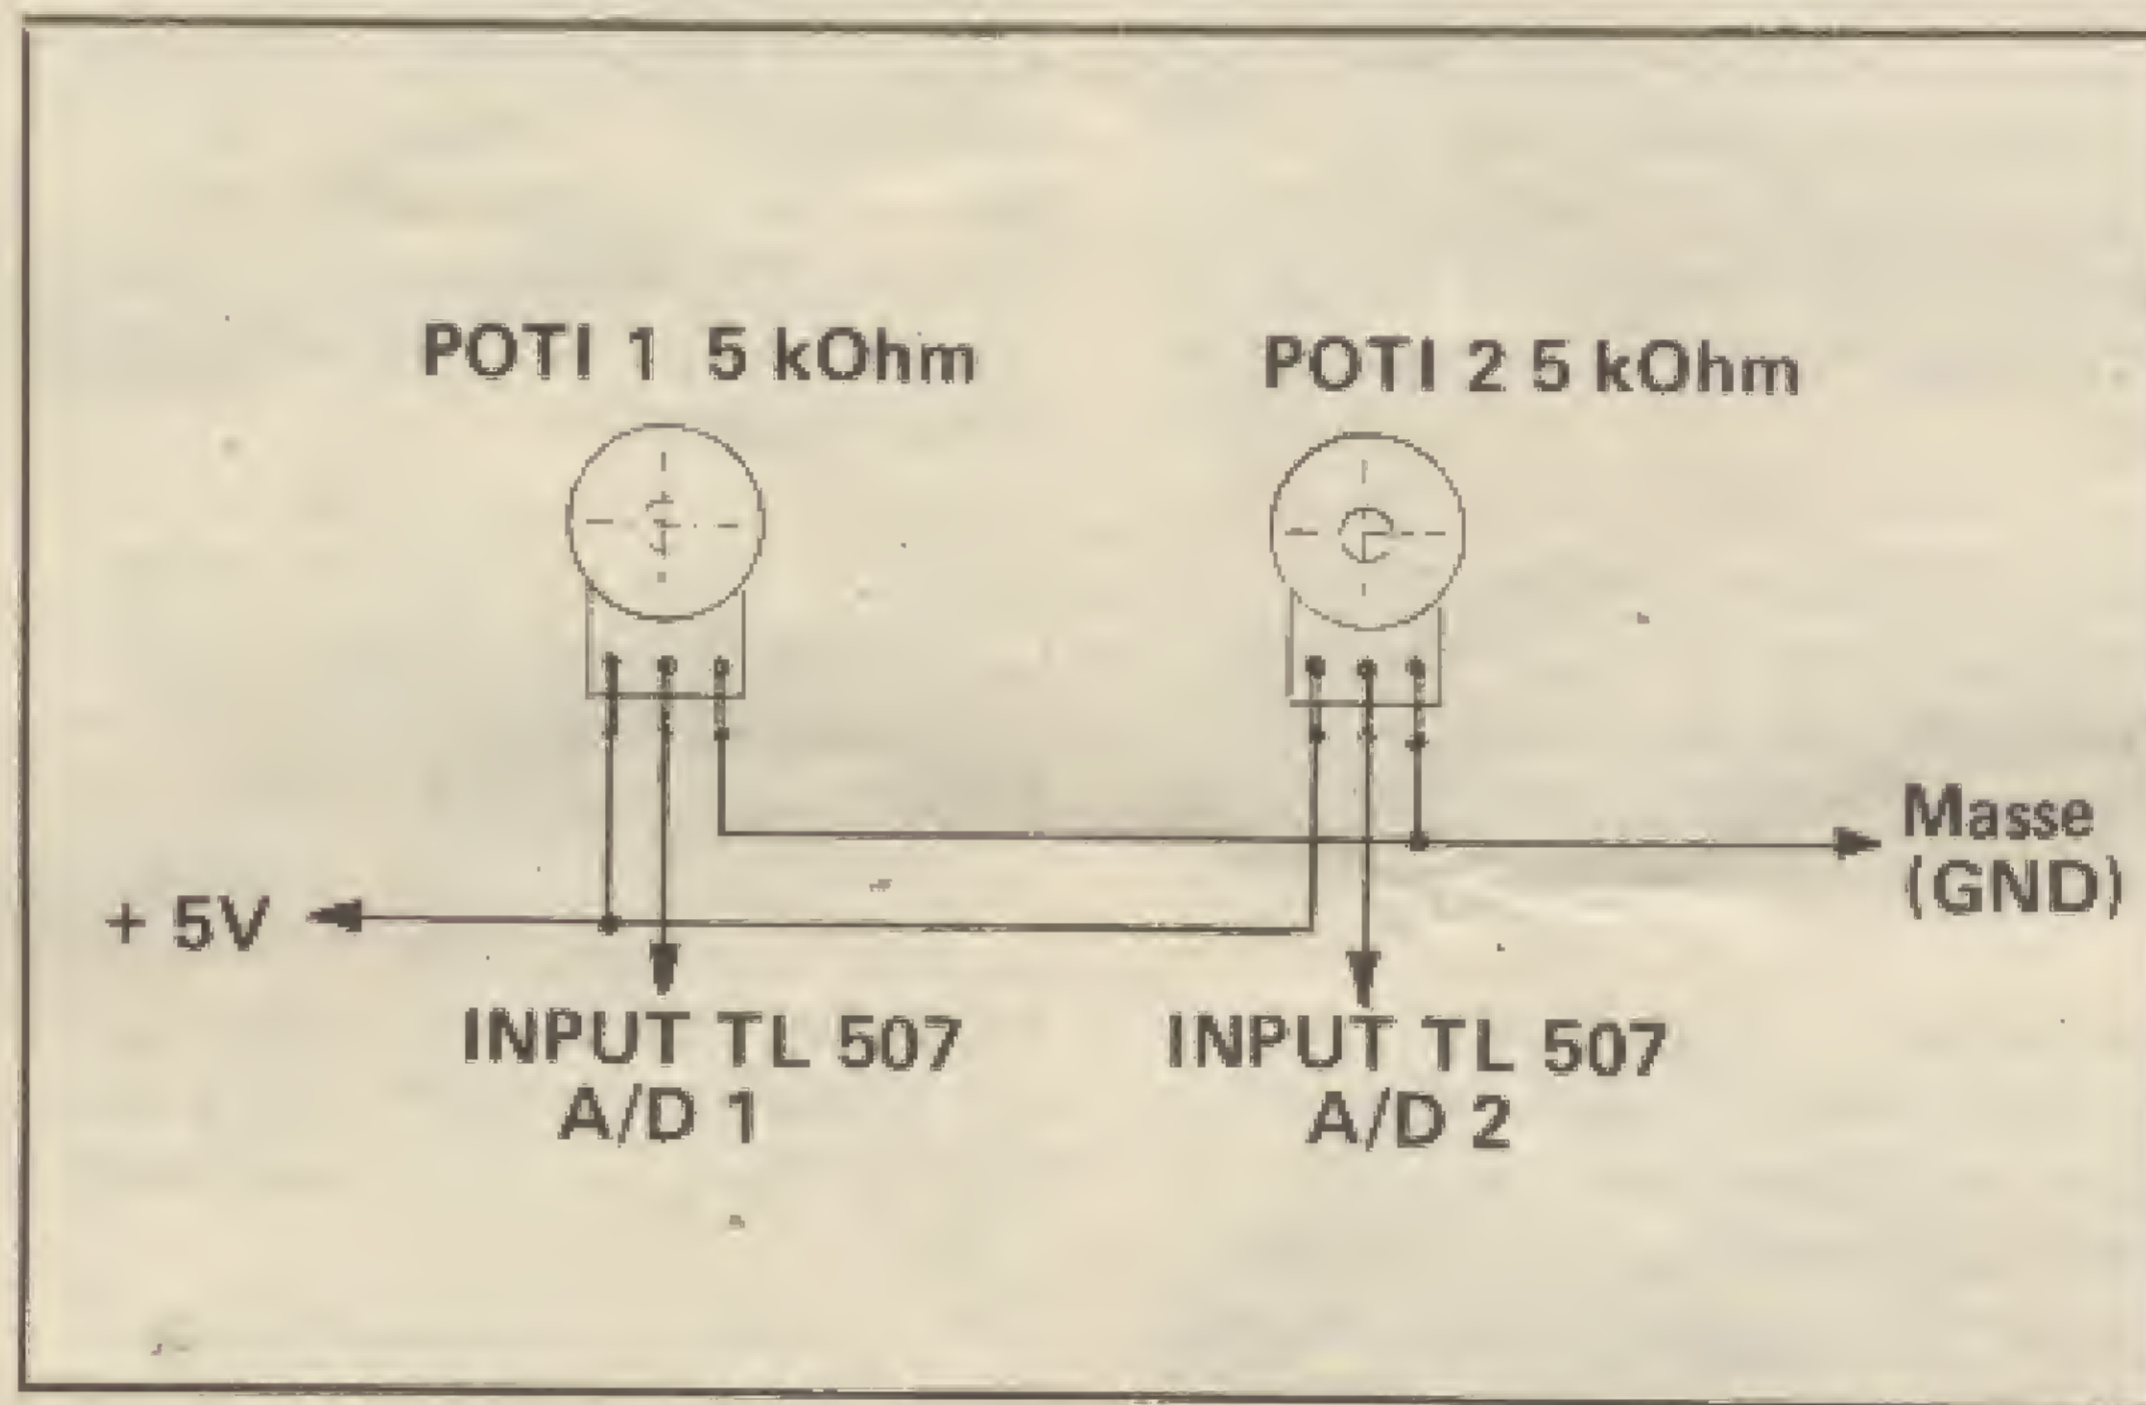 POTI 1 5 kOhm
POTI 2 5 kOhm
Masse
(GND)
+ 5V
INPUT TL 507
A/D 1
INPUT TL 507
A/D 2